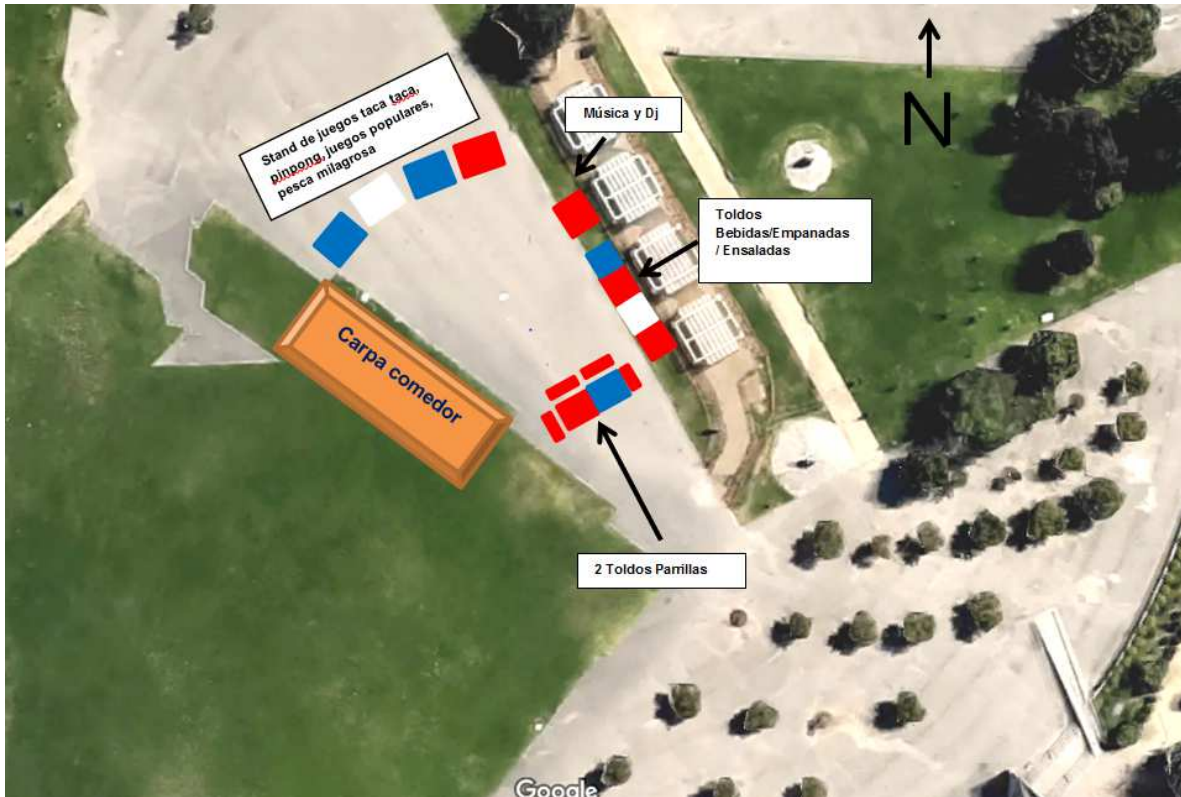 Stand de juegos taca taca,
pinpong, juegos populares,
pesca milagrosa
Música y Dj
N
Toldos
Bebidas/Empanadas
/ Ensaladas
Carpa comedor
2 Toldos Parrillas
Google